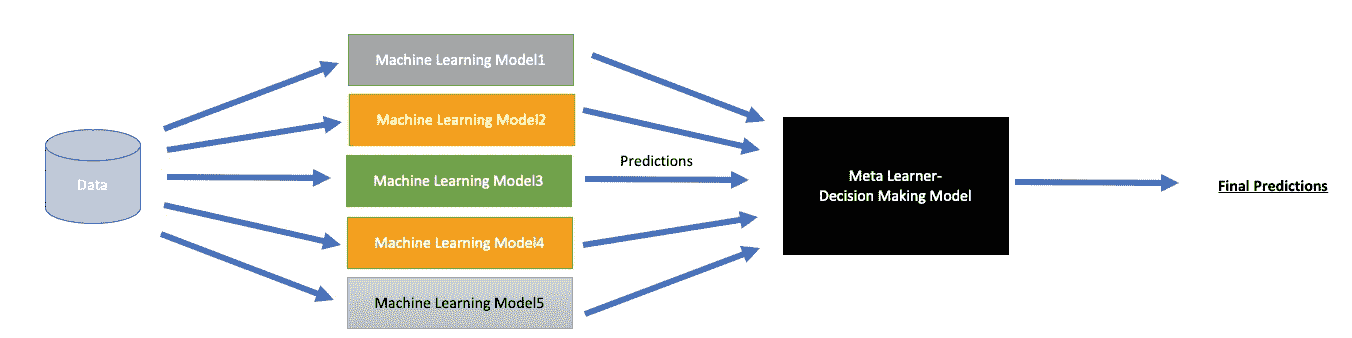 Data
Machine Learning Model1
Machine Learning Model2
Machine Learning Model3
Machine Learning Model4
Machine Learning Model5
Predictions
Meta Learner-
Decision Making Model
Final Predictions